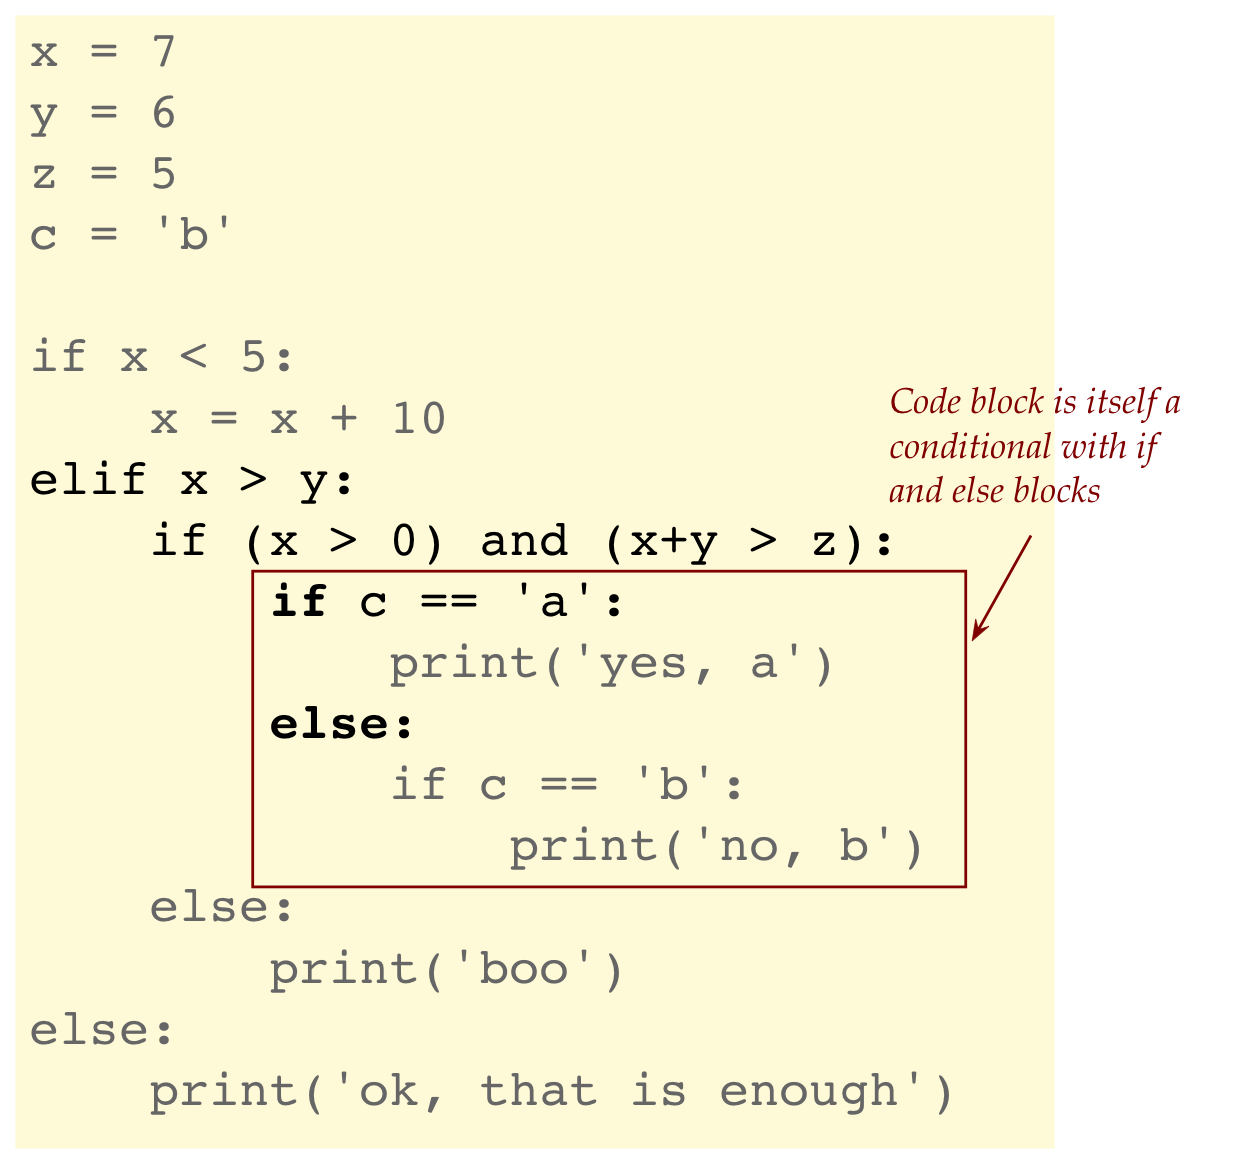 x = 7
y = 6
z = 5
c = 'b'

if x < 5:
    x = x + 10
elif x > y:
    if (x > 0) and (x+y > z):
        if c == 'a':
            print('yes, a')
        else:
            if c == 'b':
                print('no, b')
    else:
        print('boo')
else:
    print('ok, that is enough')
Code block is itself a
conditional with if
and else blocks